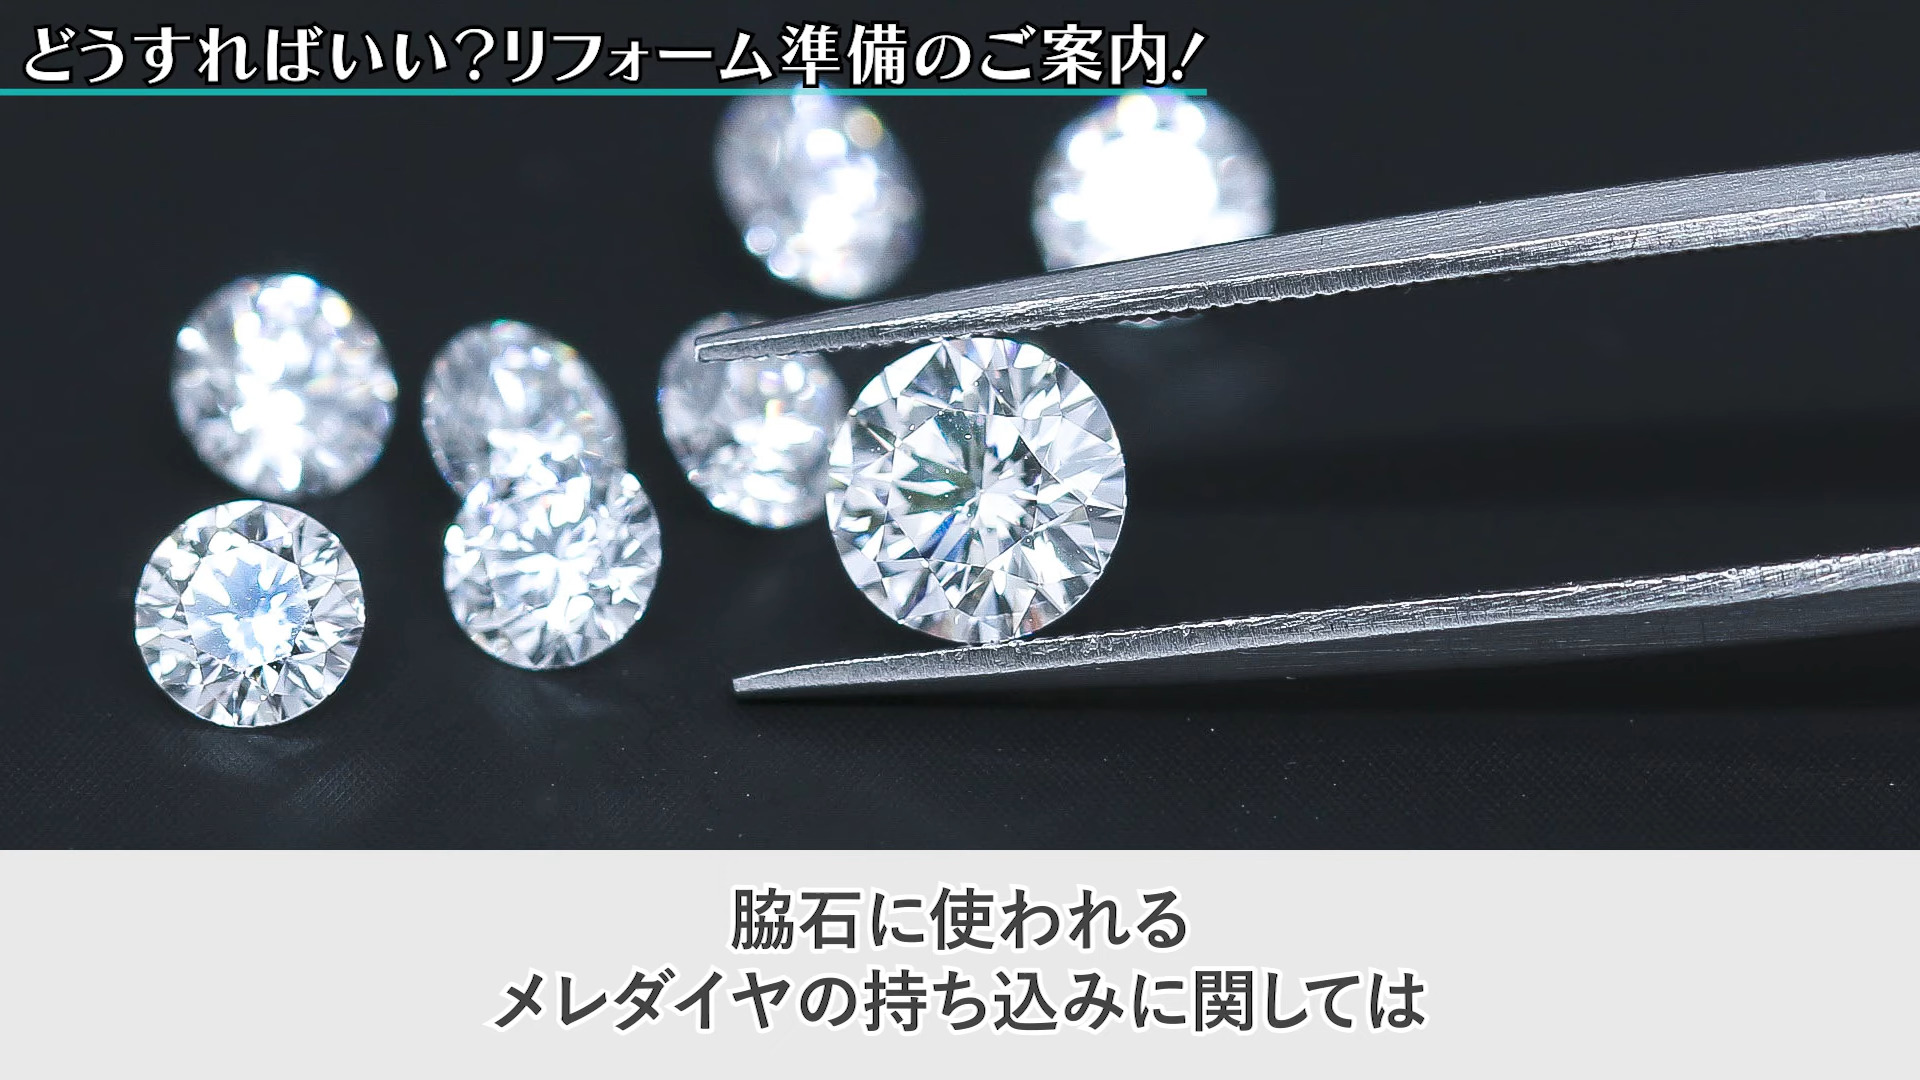 どうすればいい?リフォーム準備のご案内!
脇石に使われる
メレダイヤの持ち込みに関しては